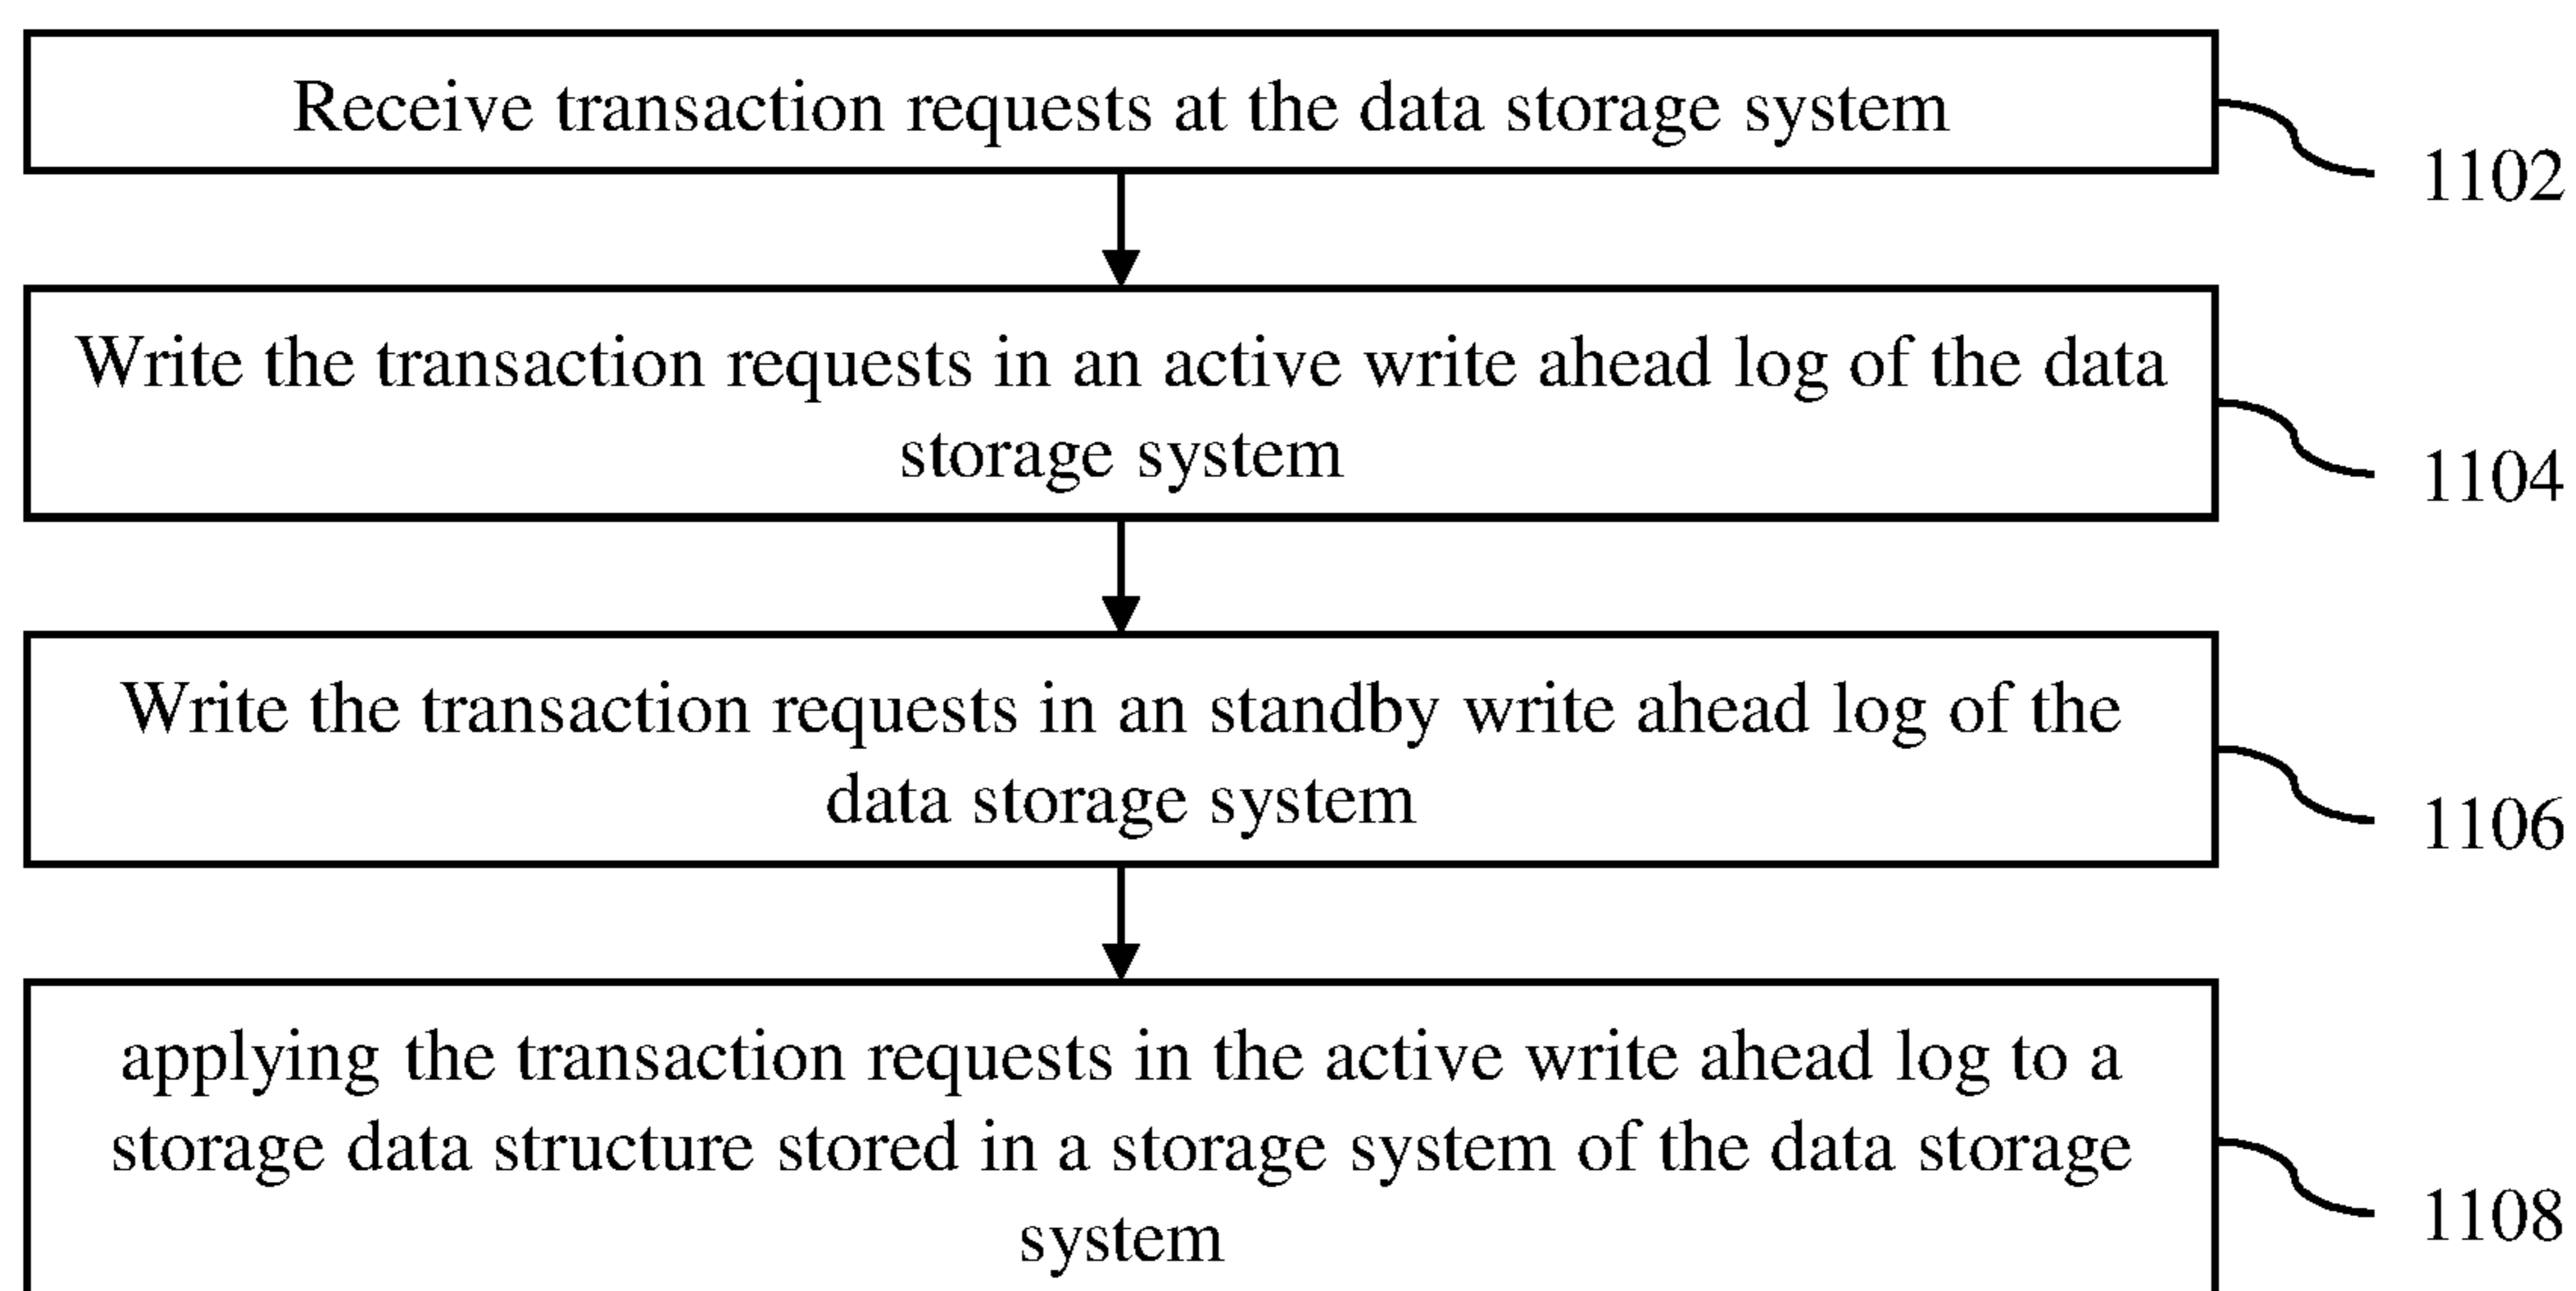 Receive transaction requests at the data storage system
1102
Write the transaction requests in an active write ahead log of the data
storage system
1104
Write the transaction requests in an standby write ahead log of the
data storage system
1106
applying the transaction requests in the active write ahead log to a
storage data structure stored in a storage system of the data storage
system
1108